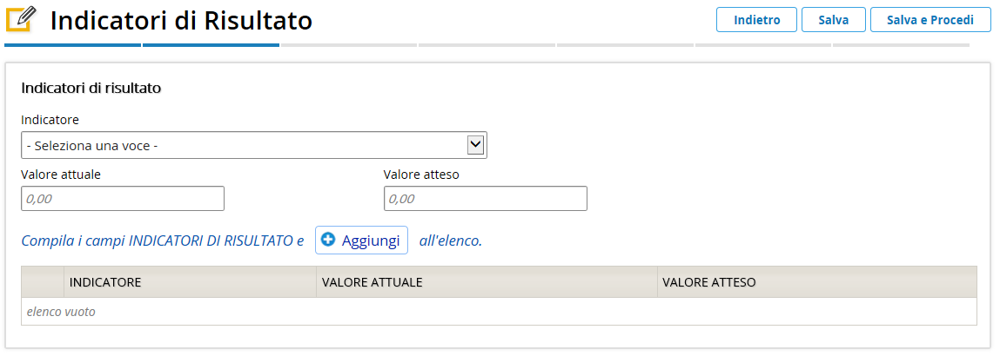 Indicatori di Risultato
Indietro Salva Salva e Procedi
Indicatori di risultato
Indicatore
- Seleziona una voce -
Valore attuale Valore atteso
0,00 0,00
Compila i campi INDICATORI DI RISULTATO e Aggiungi all'elenco.
INDICATORE VALORE ATTUALE VALORE ATTESO
elenco vuoto